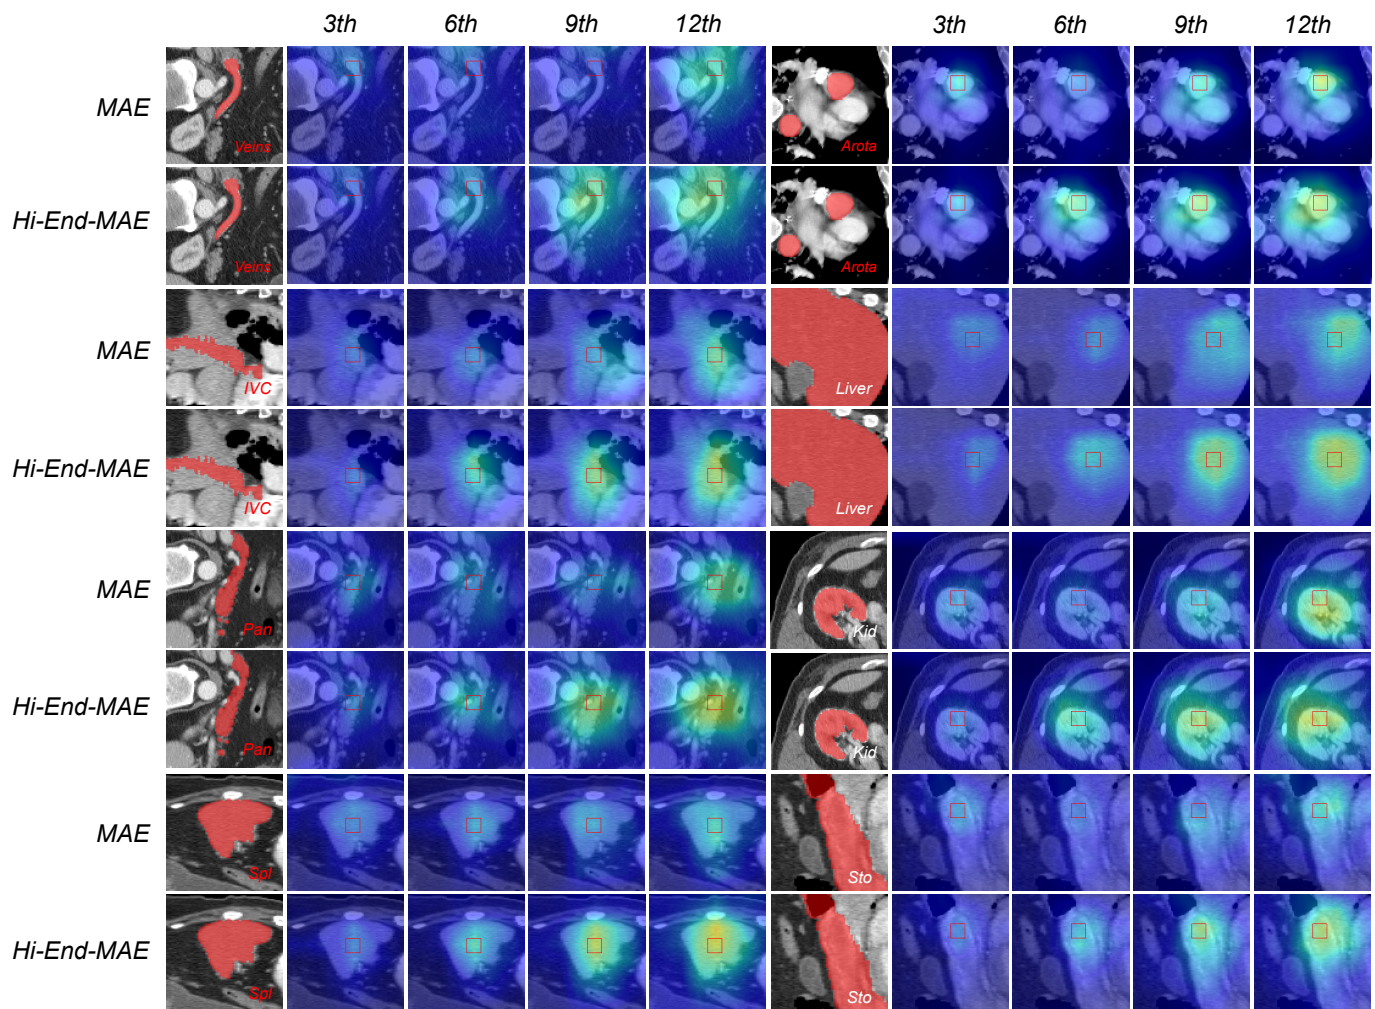 3th 6th 9th 12th 3th 6th 9th 12th
MAE Veins Arota
Hi-End-MAE Veins Arota
MAE IVC Liver
Hi-End-MAE IVC Liver
MAE Pan Kid
Hi-End-MAE Pan Kid
MAE Spl Sto
Hi-End-MAE Spl Sto